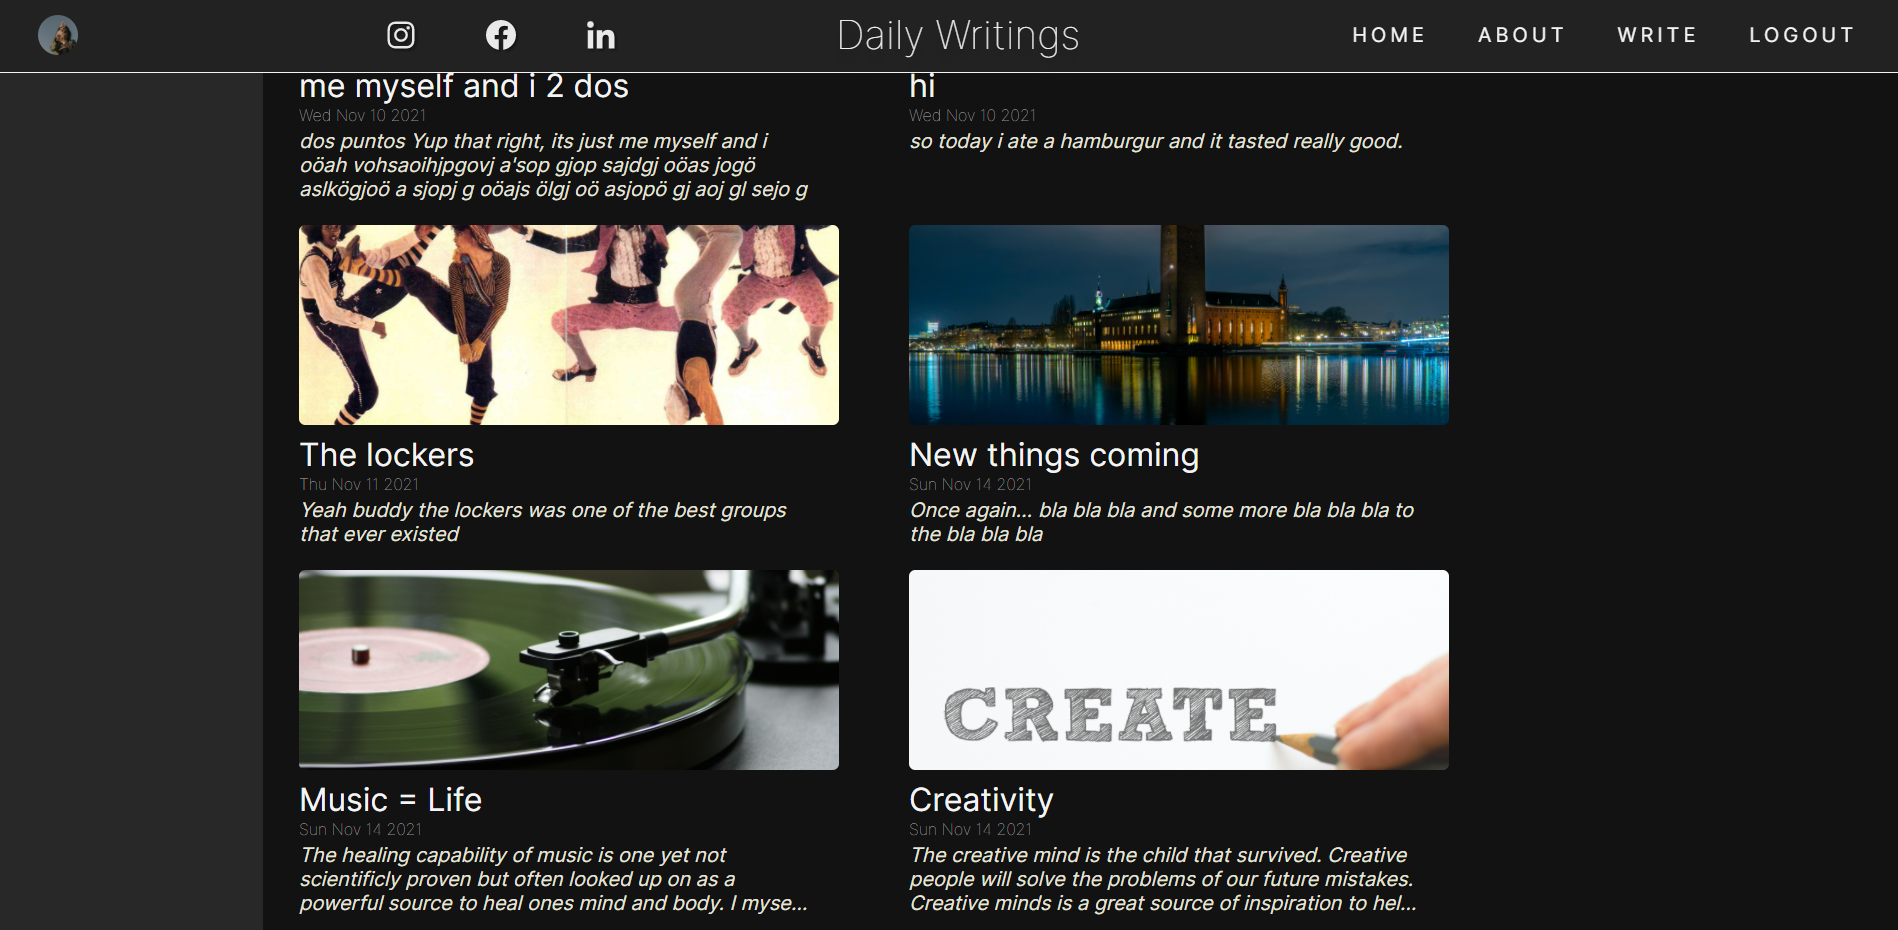 Daily Writings
HOME ABOUT WRITE LOGOUT
me myself and i 2 dos
Wed Nov 10 2021
dos puntos Yup that right, its just me myself and i
oöah vohsaoihjpgovj a'sop gjop sajdgj oöas jogö
aslkögjoö a sjopj g oöajs ölgj oö asjopö gj aoj gl sejo g
hi
Wed Nov 10 2021
so today i ate a hamburgur and it tasted really good.
The lockers
Thu Nov 11 2021
Yeah buddy the lockers was one of the best groups
that ever existed
New things coming
Sun Nov 14 2021
Once again... bla bla bla and some more bla bla bla to
the bla bla bla
Music = Life
Sun Nov 14 2021
The healing capability of music is one yet not
scientificly proven but often looked up on as a
powerful source to heal ones mind and body. I myse...
CREATE
Creativity
Sun Nov 14 2021
The creative mind is the child that survived. Creative
people will solve the problems of our future mistakes.
Creative minds is a great source of inspiration to hel...